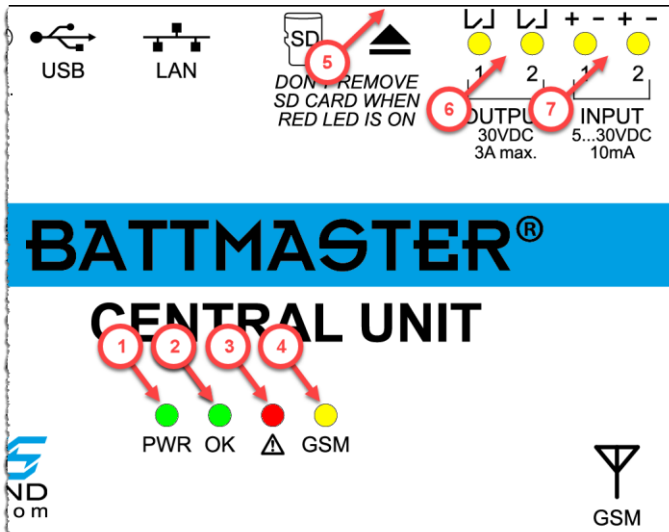 USB
LAN
SD
5
DON'T REMOVE
SD CARD WHEN
RED LED IS ON
+ - + -
6
7
1 2
1 2
OUTPUT
30VDC
3A max.
INPUT
5...30VDC
10mA
BATTMASTER®
CENTRAL UNIT
1 2 3 4
PWR OK ⚠ GSM
ND
om
GSM